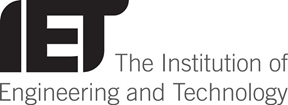 IET The Institution of
Engineering and Technology